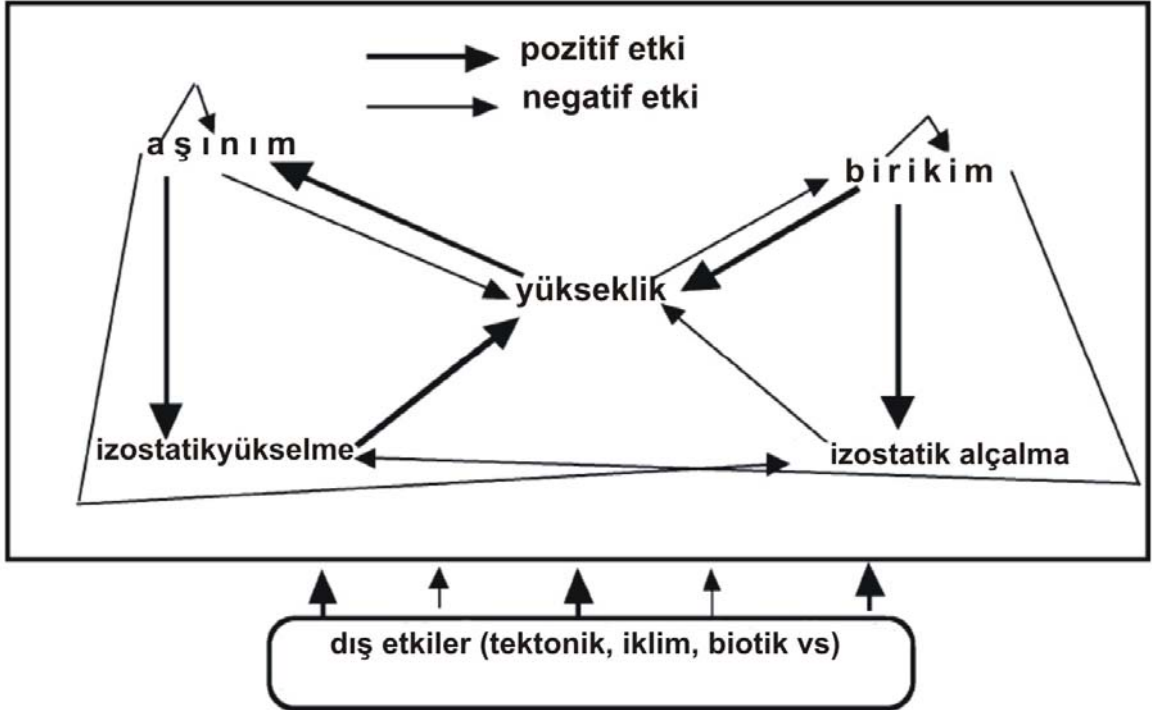 pozitif etki
negatif etki
aşınım
birikim
yükseklik
izostatikyükselme
izostatik alçalma
dış etkiler (tektonik, iklim, biotik vs)